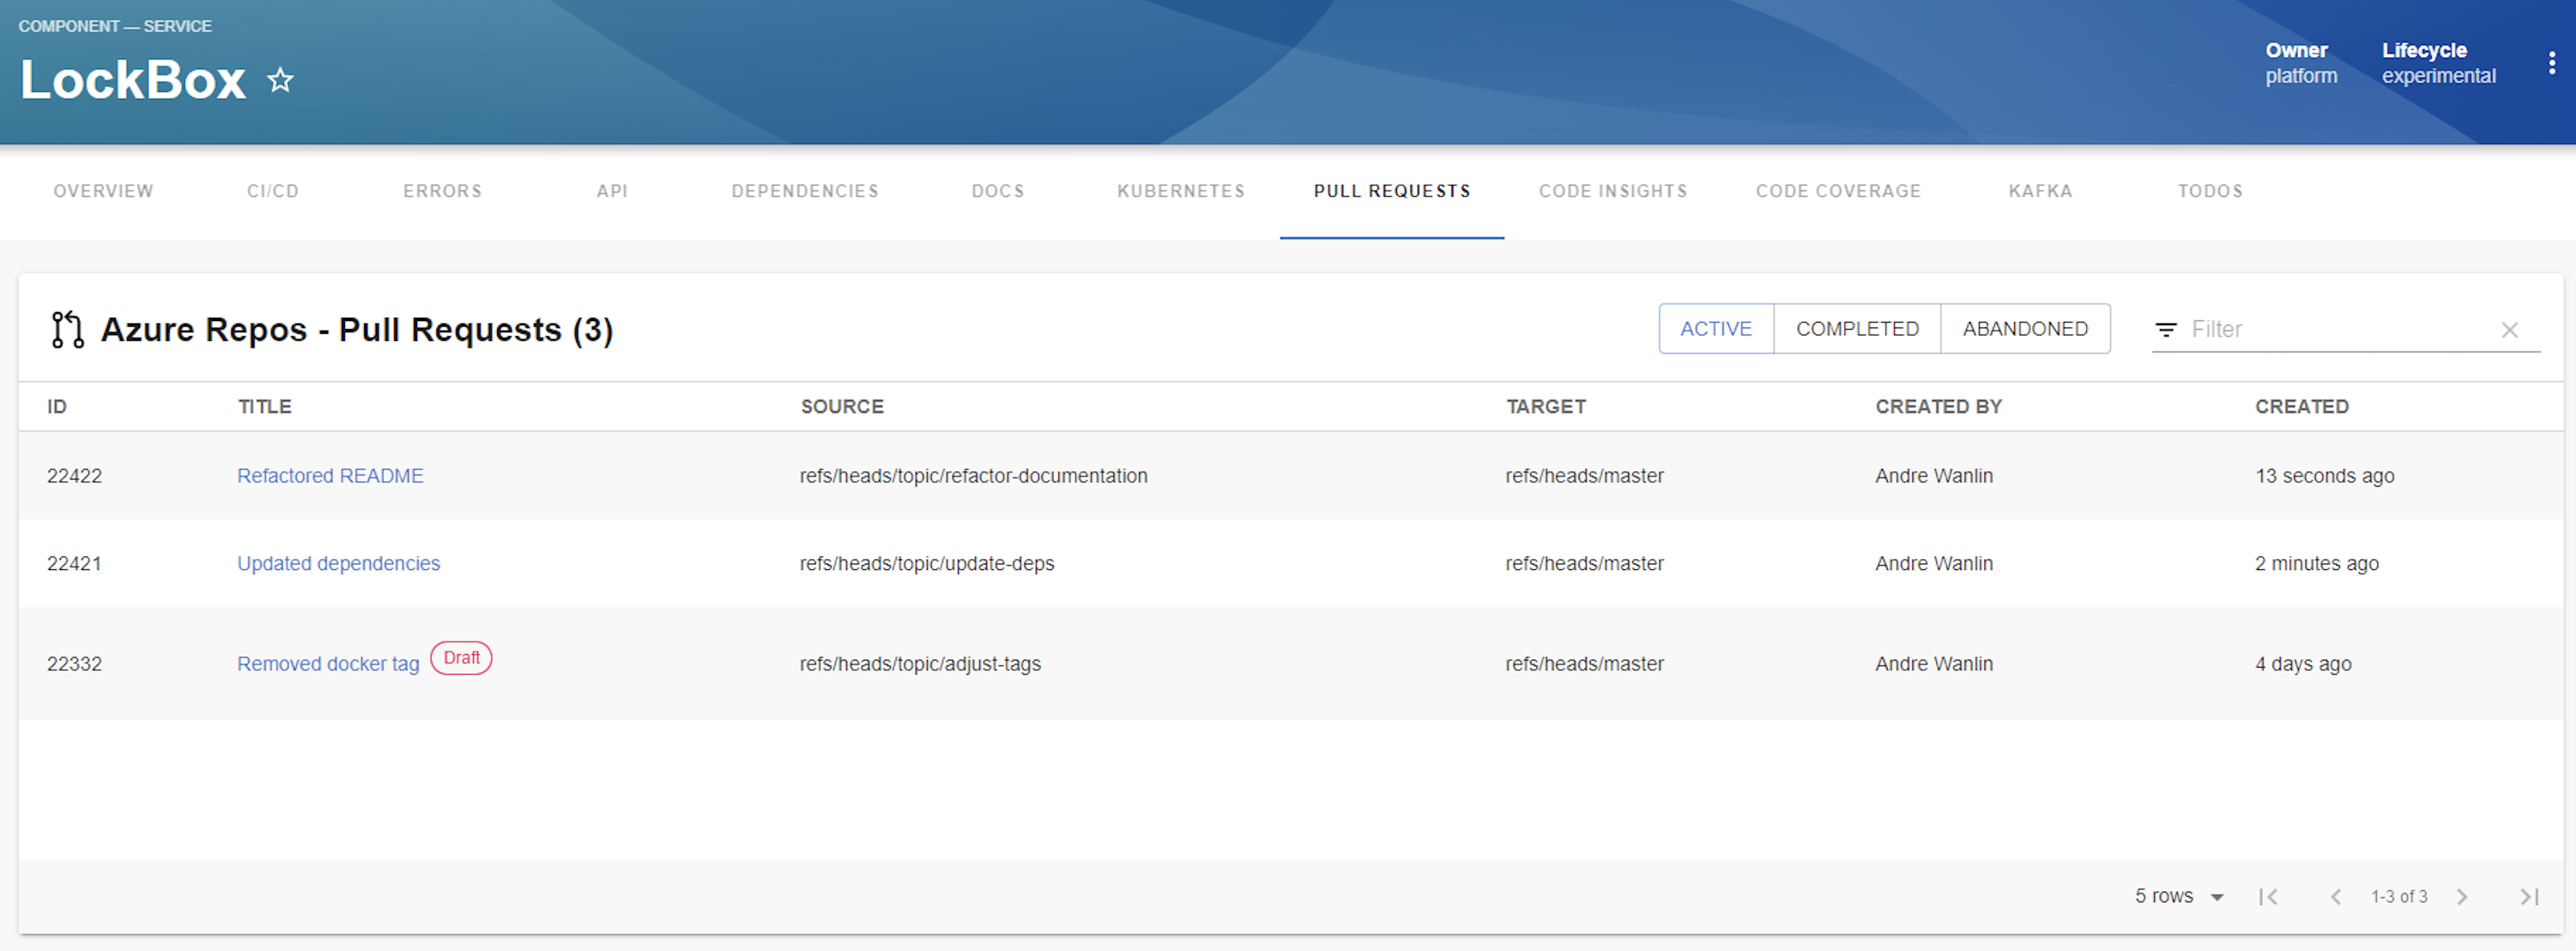 COMPONENT — SERVICE
LockBox
Owner
platform
Lifecycle
experimental
OVERVIEW CI/CD ERRORS API DEPENDENCIES DOCS KUBERNETES PULL REQUESTS CODE INSIGHTS CODE COVERAGE KAFKA TODOS
Azure Repos - Pull Requests (3)
ACTIVE COMPLETED ABANDONED Filter
ID TITLE SOURCE TARGET CREATED BY CREATED
22422 Refactored README refs/heads/topic/refactor-documentation refs/heads/master Andre Wanlin 13 seconds ago
22421 Updated dependencies refs/heads/topic/update-deps refs/heads/master Andre Wanlin 2 minutes ago
22332 Removed docker tag Draft refs/heads/topic/adjust-tags refs/heads/master Andre Wanlin 4 days ago
5 rows 1-3 of 3